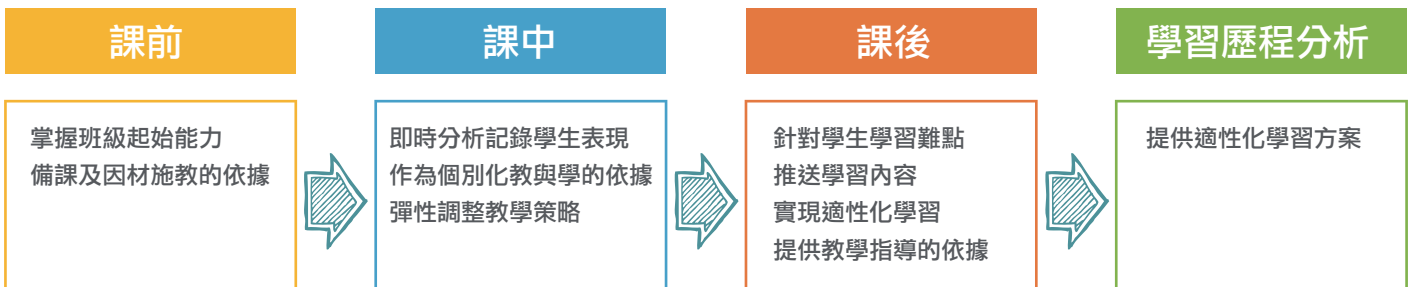 課前
掌握班級起始能力
備課及因材施教的依據
課中
即時分析記錄學生表現
作為個別化教與學的依據
彈性調整教學策略
課後
針對學生學習難點
推送學習內容
實現適性化學習
提供教學指導的依據
學習歷程分析
提供適性化學習方案